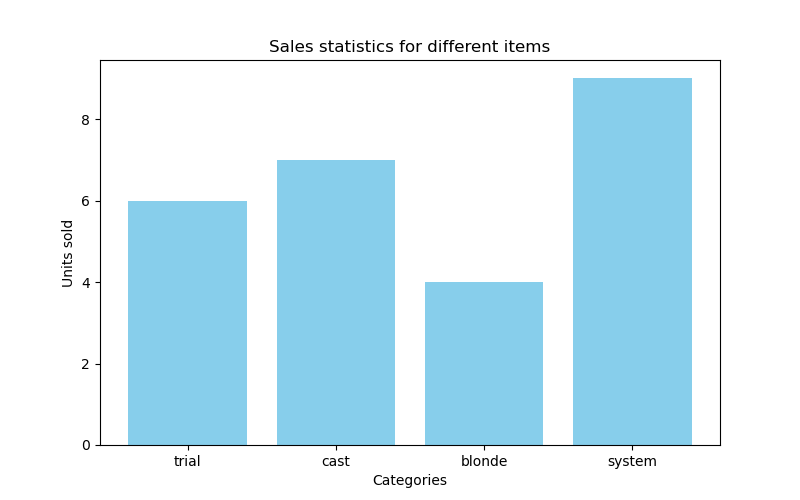 Sales statistics for different items
Units sold
8
6
4
2
0
trial cast blonde system
Categories